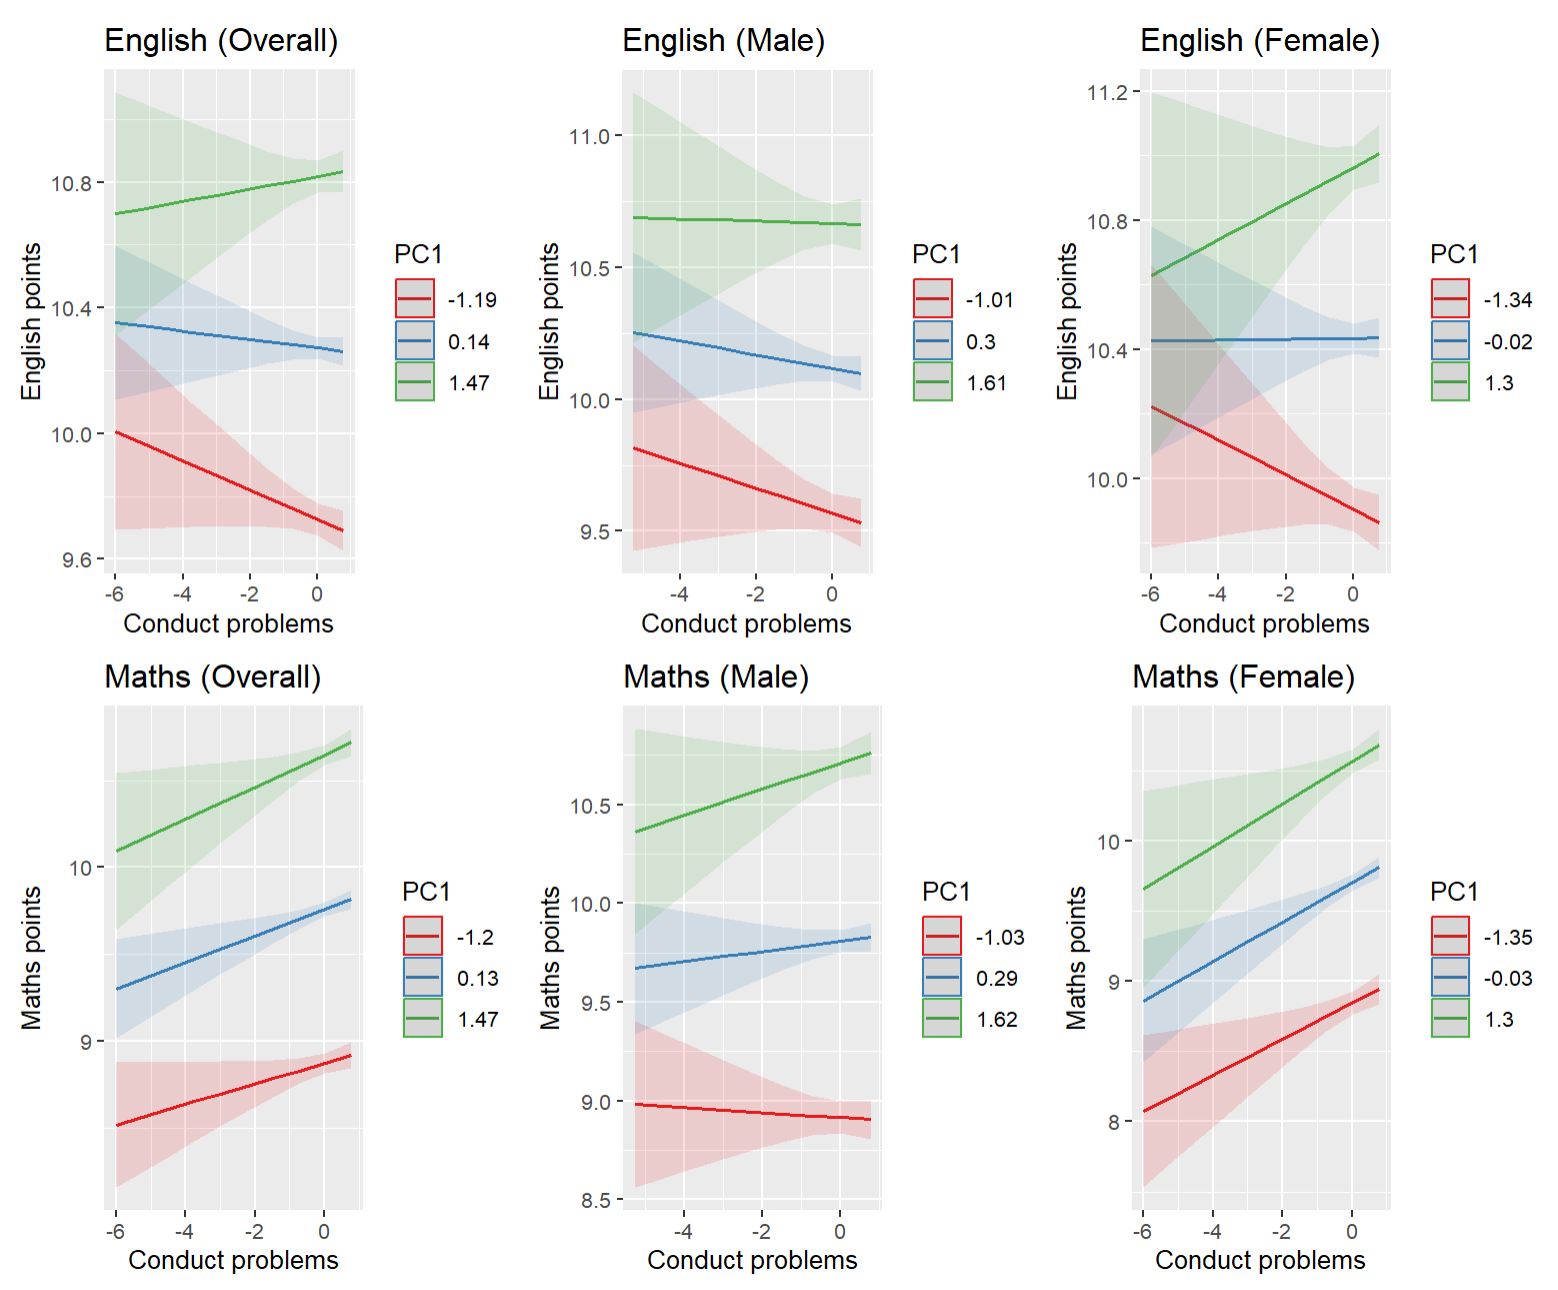 English (Overall)
English points
10.8
10.4
10.0
9.6
-6 -4 -2 0
Conduct problems
PC1
-1.19
0.14
1.47
English (Male)
English points
11.0
10.5
10.0
9.5
-4 -2 0
Conduct problems
PC1
-1.01
0.3
1.61
English (Female)
English points
11.2
10.8
10.4
10.0
-6 -4 -2 0
Conduct problems
PC1
-1.34
-0.02
1.3
Maths (Overall)
Maths points
10
9
-6 -4 -2 0
Conduct problems
PC1
-1.2
0.13
1.47
Maths (Male)
Maths points
10.5
10.0
9.5
9.0
8.5
-4 -2 0
Conduct problems
PC1
-1.03
0.29
1.62
Maths (Female)
Maths points
10
9
8
-6 -4 -2 0
Conduct problems
PC1
-1.35
-0.03
1.3